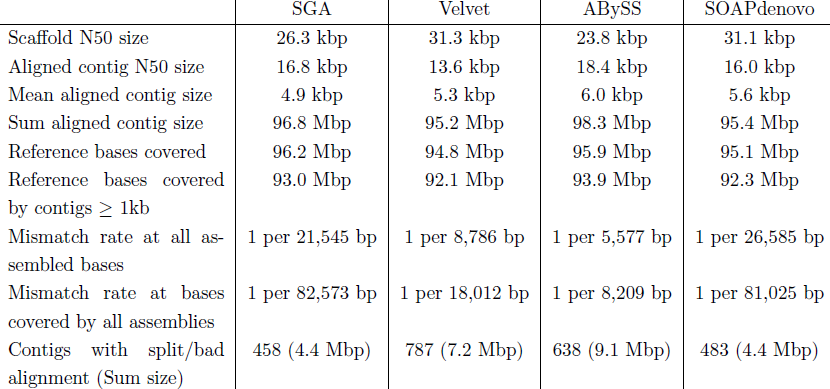 SGA Velvet ABySS SOAPdenovo
Scaffold N50 size 26.3 kbp 31.3 kbp 23.8 kbp 31.1 kbp
Aligned contig N50 size 16.8 kbp 13.6 kbp 18.4 kbp 16.0 kbp
Mean aligned contig size 4.9 kbp 5.3 kbp 6.0 kbp 5.6 kbp
Sum aligned contig size 96.8 Mbp 95.2 Mbp 98.3 Mbp 95.4 Mbp
Reference bases covered 96.2 Mbp 94.8 Mbp 95.9 Mbp 95.1 Mbp
Reference bases covered 93.0 Mbp 92.1 Mbp 93.9 Mbp 92.3 Mbp
by contigs ≥ 1kb
Mismatch rate at all as- 1 per 21,545 bp 1 per 8,786 bp 1 per 5,577 bp 1 per 26,585 bp
sembled bases
Mismatch rate at bases 1 per 82,573 bp 1 per 18,012 bp 1 per 8,209 bp 1 per 81,025 bp
covered by all assemblies
Contigs with split/bad 458 (4.4 Mbp) 787 (7.2 Mbp) 638 (9.1 Mbp) 483 (4.4 Mbp)
alignment (Sum size)